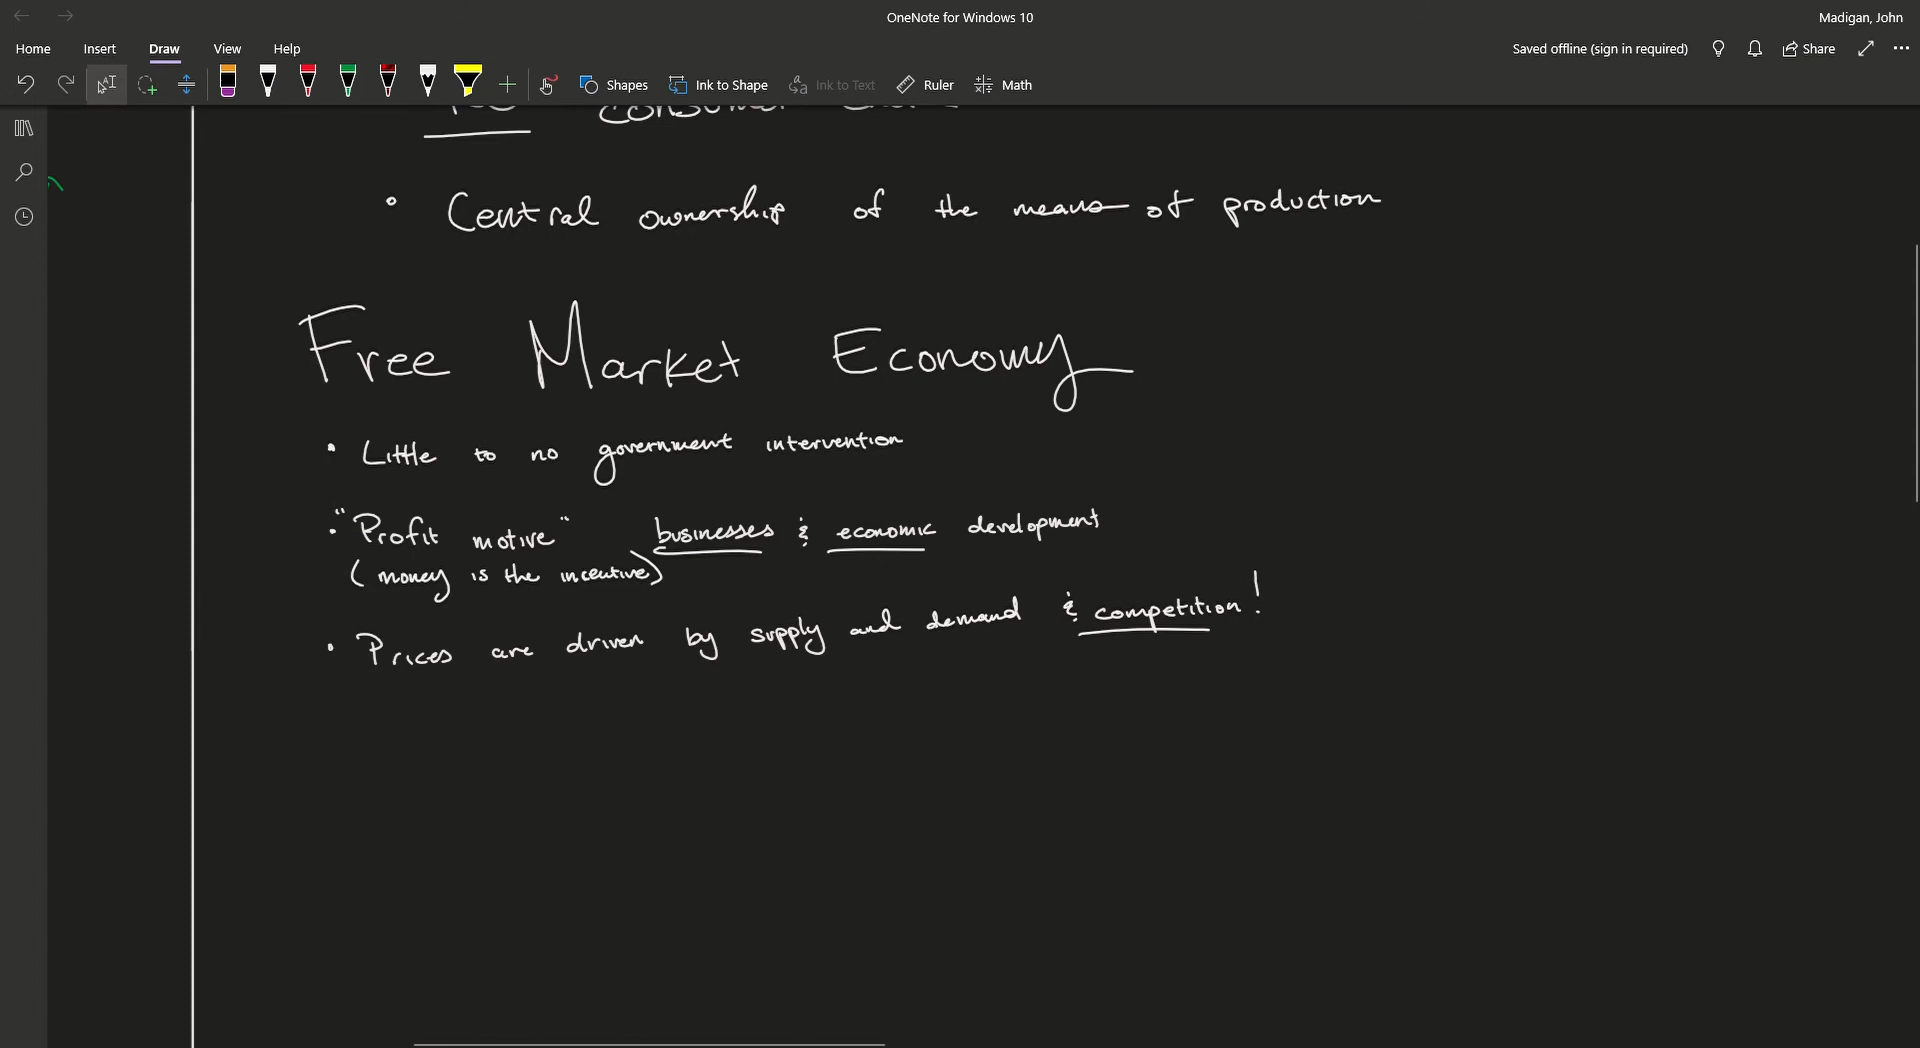 OneNote for Windows 10
Madigan, John
Home Insert Draw View Help
Saved offline (sign in required) Share
Shapes Ink to Shape Ink to Text Ruler Math
consumer
• Central ownership of the means of production
Free Market Economy
• Little to no government intervention
• "Profit motive" businesses & economic development
(money is the incentive)
• Prices are driven by supply and demand & competition!